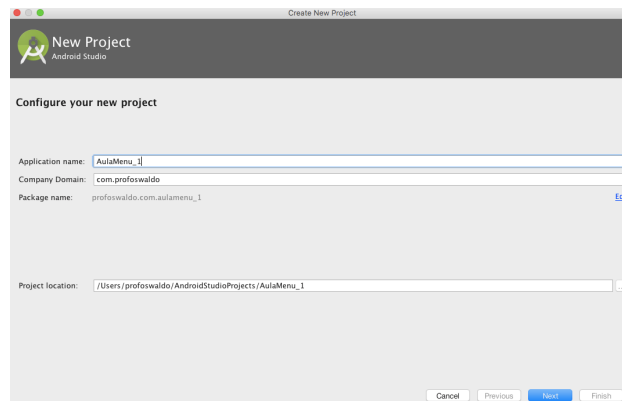 Create New Project
New Project
Android Studio
Configure your new project
Application name: AulaMenu_1
Company Domain: com.profoswaldo
Package name: profoswaldo.com.aulamenu_1
Project location: /Users/profoswaldo/AndroidStudioProjects/AulaMenu_1
Cancel Previous Next Finish